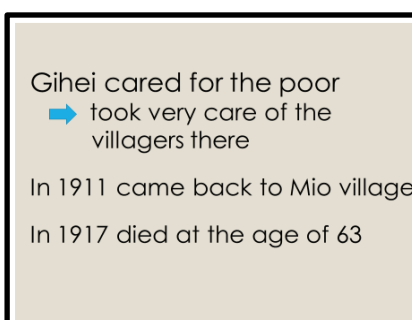 Gihei cared for the poor
took very care of the
villagers there
In 1911 came back to Mio village
In 1917 died at the age of 63